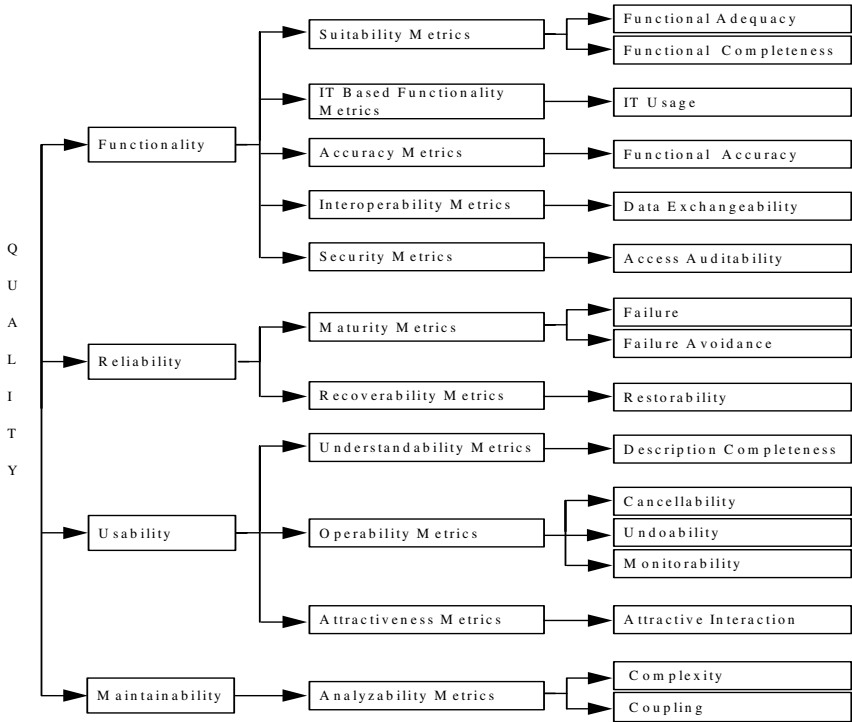 QUALITY
Functionality
Suitability Metrics
Functional Adequacy
Functional Completeness
IT Based Functionality
Metrics
IT Usage
Accuracy Metrics
Functional Accuracy
Interoperability Metrics
Data Exchangeability
Security Metrics
Access Auditability
Reliability
Maturity Metrics
Failure
Failure Avoidance
Recoverability Metrics
Restorability
Usability
Understandability Metrics
Description Completeness
Operability Metrics
Cancellability
Undoability
Monitorability
Attractiveness Metrics
Attractive Interaction
Maintainability
Analyzability Metrics
Complexity
Coupling